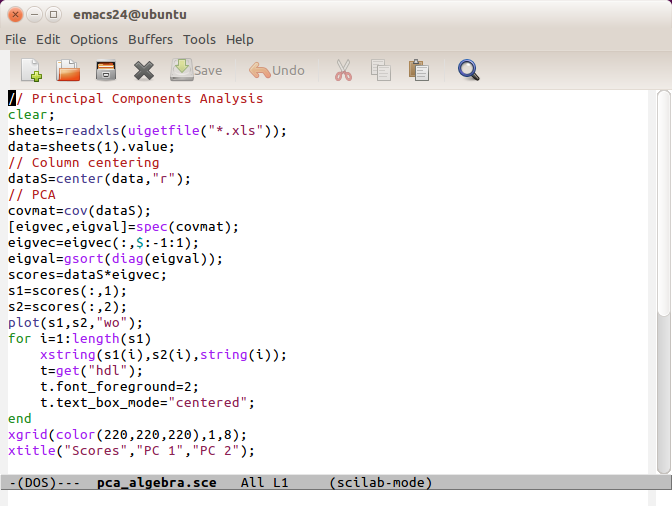 emacs24@ubuntu
File Edit Options Buffers Tools Help
Save Undo
// Principal Components Analysis
clear;
sheets=readxls(uigetfile("*.xls"));
data=sheets(1).value;
// Column centering
dataS=center(data,"r");
// PCA
covmat=cov(dataS);
[eigvec,eigval]=spec(covmat);
eigvec=eigvec(:,$:-1:1);
eigval=gsort(diag(eigval));
scores=dataS*eigvec;
s1=scores(:,1);
s2=scores(:,2);
plot(s1,s2,"wo");
for i=1:length(s1)
    xstring(s1(i),s2(i),string(i));
    t=get("hdl");
    t.font_foreground=2;
    t.text_box_mode="centered";
end
xgrid(color(220,220,220),1,8);
xtitle("Scores","PC 1","PC 2");
-(DOS)---  pca_algebra.sce   All L1     (scilab-mode)